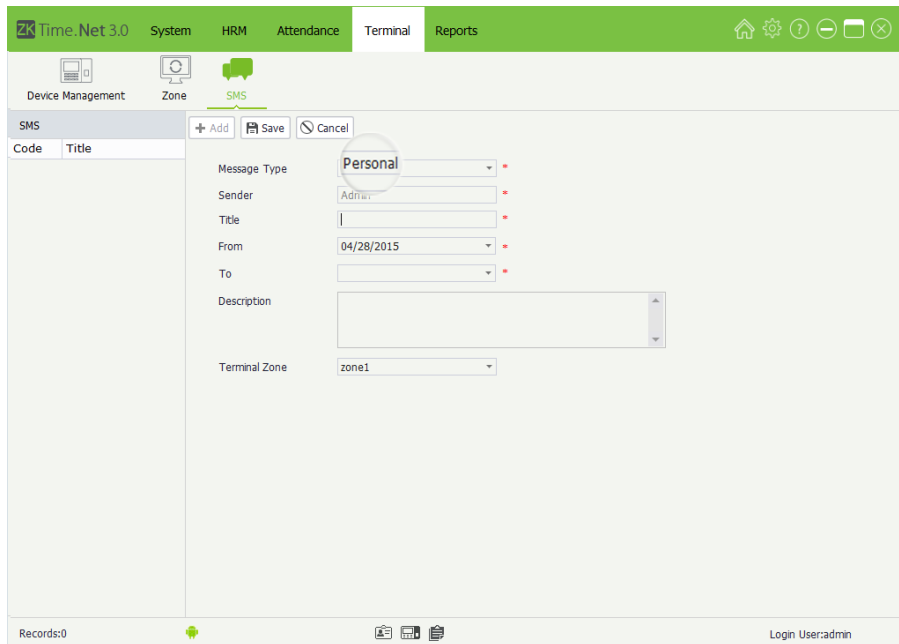 ZK Time.Net 3.0 System HRM Attendance Terminal Reports
Device Management Zone SMS
SMS
Code Title
Add Save Cancel
Message Type Personal *
Sender Admin *
Title *
From 04/28/2015 *
To *
Description
Terminal Zone zone1
Records:0 Login User:admin